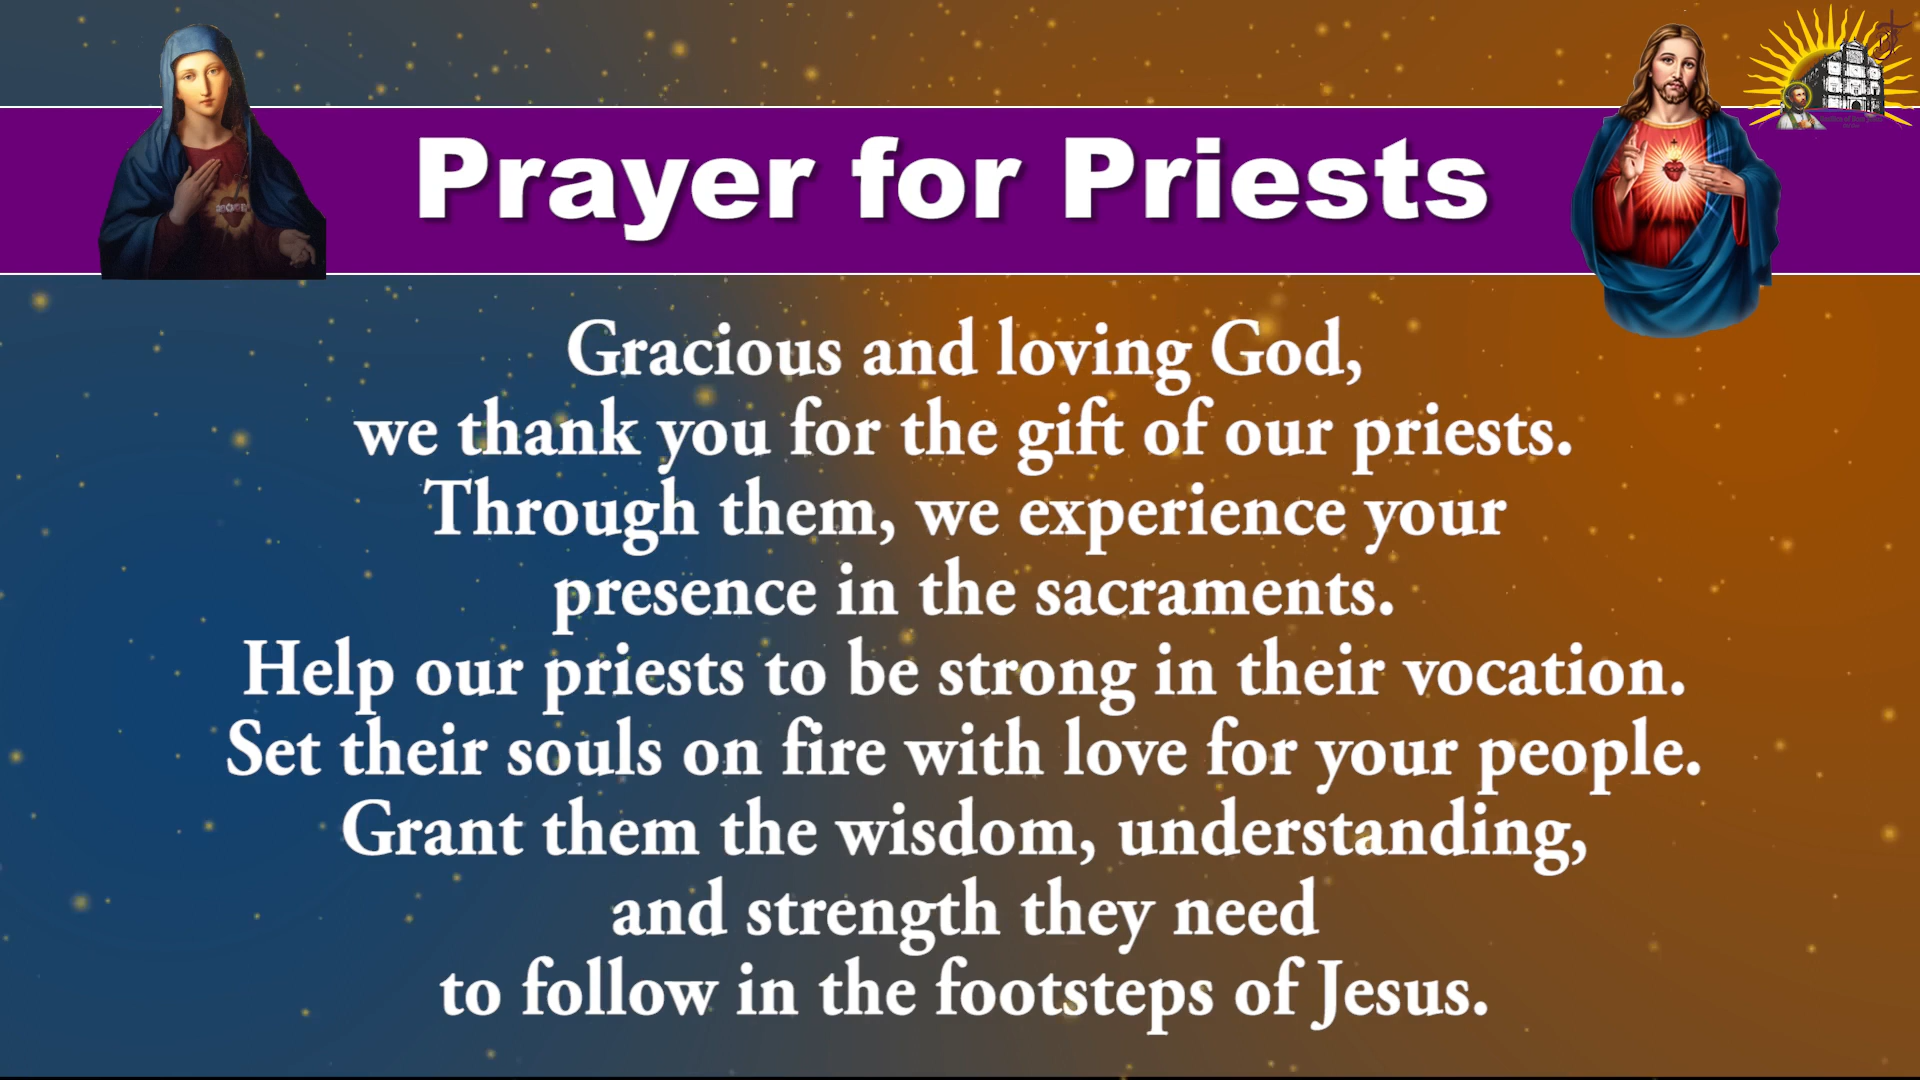 Prayer for Priests
Gracious and loving God,
we thank you for the gift of our priests.
Through them, we experience your
presence in the sacraments.
Help our priests to be strong in their vocation.
Set their souls on fire with love for your people.
Grant them the wisdom, understanding,
and strength they need
to follow in the footsteps of Jesus.